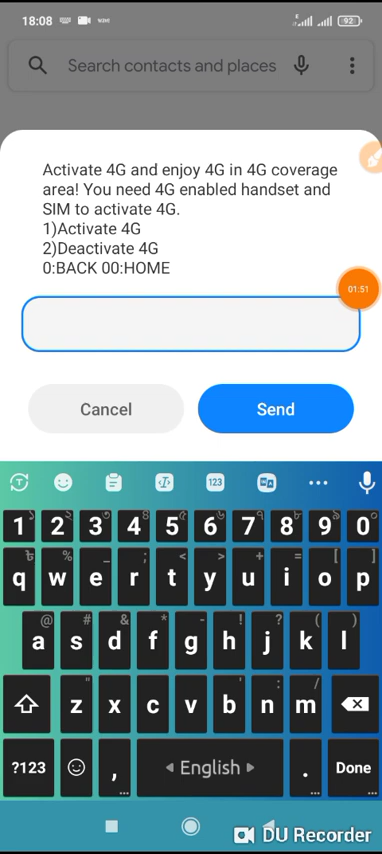 18:08
92
Search contacts and places
Activate 4G and enjoy 4G in 4G coverage
area! You need 4G enabled handset and
SIM to activate 4G.
1)Activate 4G
2)Deactivate 4G
0:BACK 00:HOME
01:51
Cancel
Send
123
1 2 3 4 5 6 7 8 9 0
q w e r t y u i o p
a s d f g h j k l
z x c v b n m
?123 , English . Done
DU Recorder